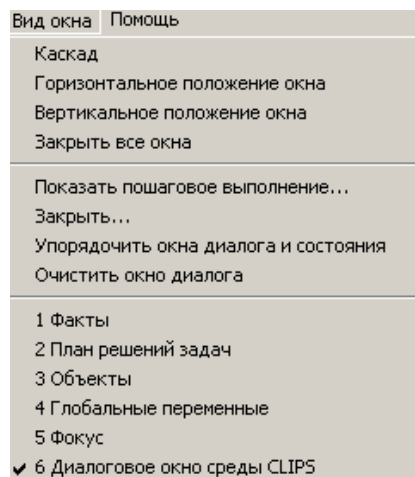 Вид окна Помощь
Каскад
Горизонтальное положение окна
Вертикальное положение окна
Закрыть все окна
Показать пошаговое выполнение...
Закрыть...
Упорядочить окна диалога и состояния
Очистить окно диалога
1 Факты
2 План решений задач
3 Объекты
4 Глобальные переменные
5 Фокус
6 Диалоговое окно среды CLIPS